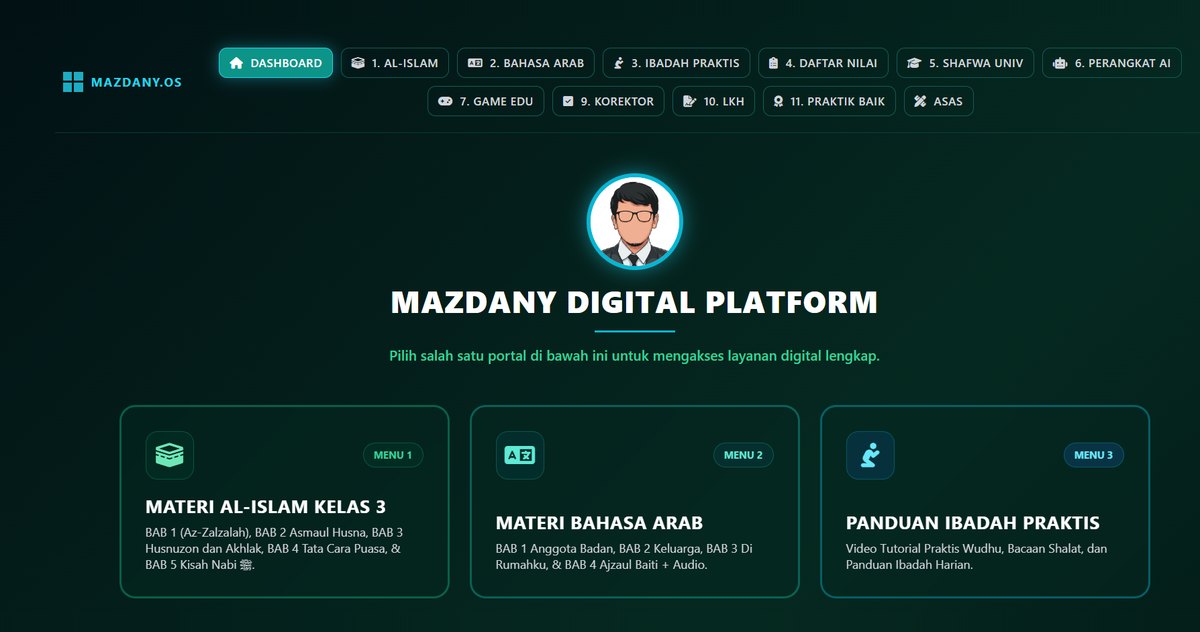 MAZDANY.OS
DASHBOARD
1. AL-ISLAM
2. BAHASA ARAB
3. IBADAH PRAKTIS
4. DAFTAR NILAI
5. SHAFWA UNIV
6. PERANGKAT AI
7. GAME EDU
9. KOREKTOR
10. LKH
11. PRAKTIK BAIK
ASAS
MAZDANY DIGITAL PLATFORM
Pilih salah satu portal di bawah ini untuk mengakses layanan digital lengkap.
MENU 1
MATERI AL-ISLAM KELAS 3
BAB 1 (Az-Zalzalah), BAB 2 Asmaul Husna, BAB 3
Husnuzon dan Akhlak, BAB 4 Tata Cara Puasa, &
BAB 5 Kisah Nabi ﷺ.
MENU 2
MATERI BAHASA ARAB
BAB 1 Anggota Badan, BAB 2 Keluarga, BAB 3 Di
Rumahku, & BAB 4 Ajzaul Baiti + Audio.
MENU 3
PANDUAN IBADAH PRAKTIS
Video Tutorial Praktis Wudhu, Bacaan Shalat, dan
Panduan Ibadah Harian.